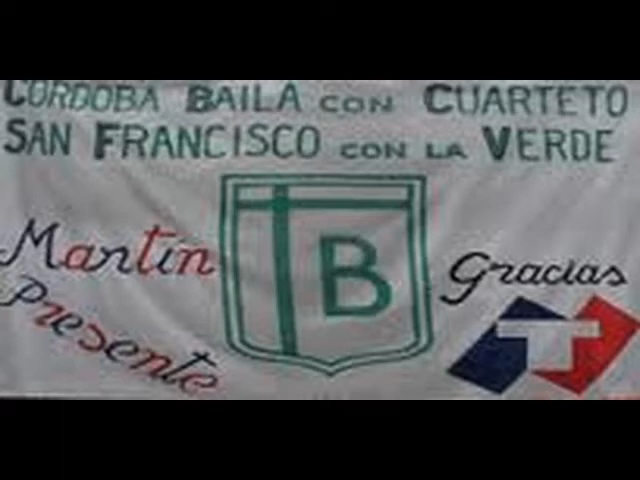 CORDOBA BAILA CON CUARTETO
SAN FRANCISCO CON LA VERDE
Martín
Presente
B
Gracias
T